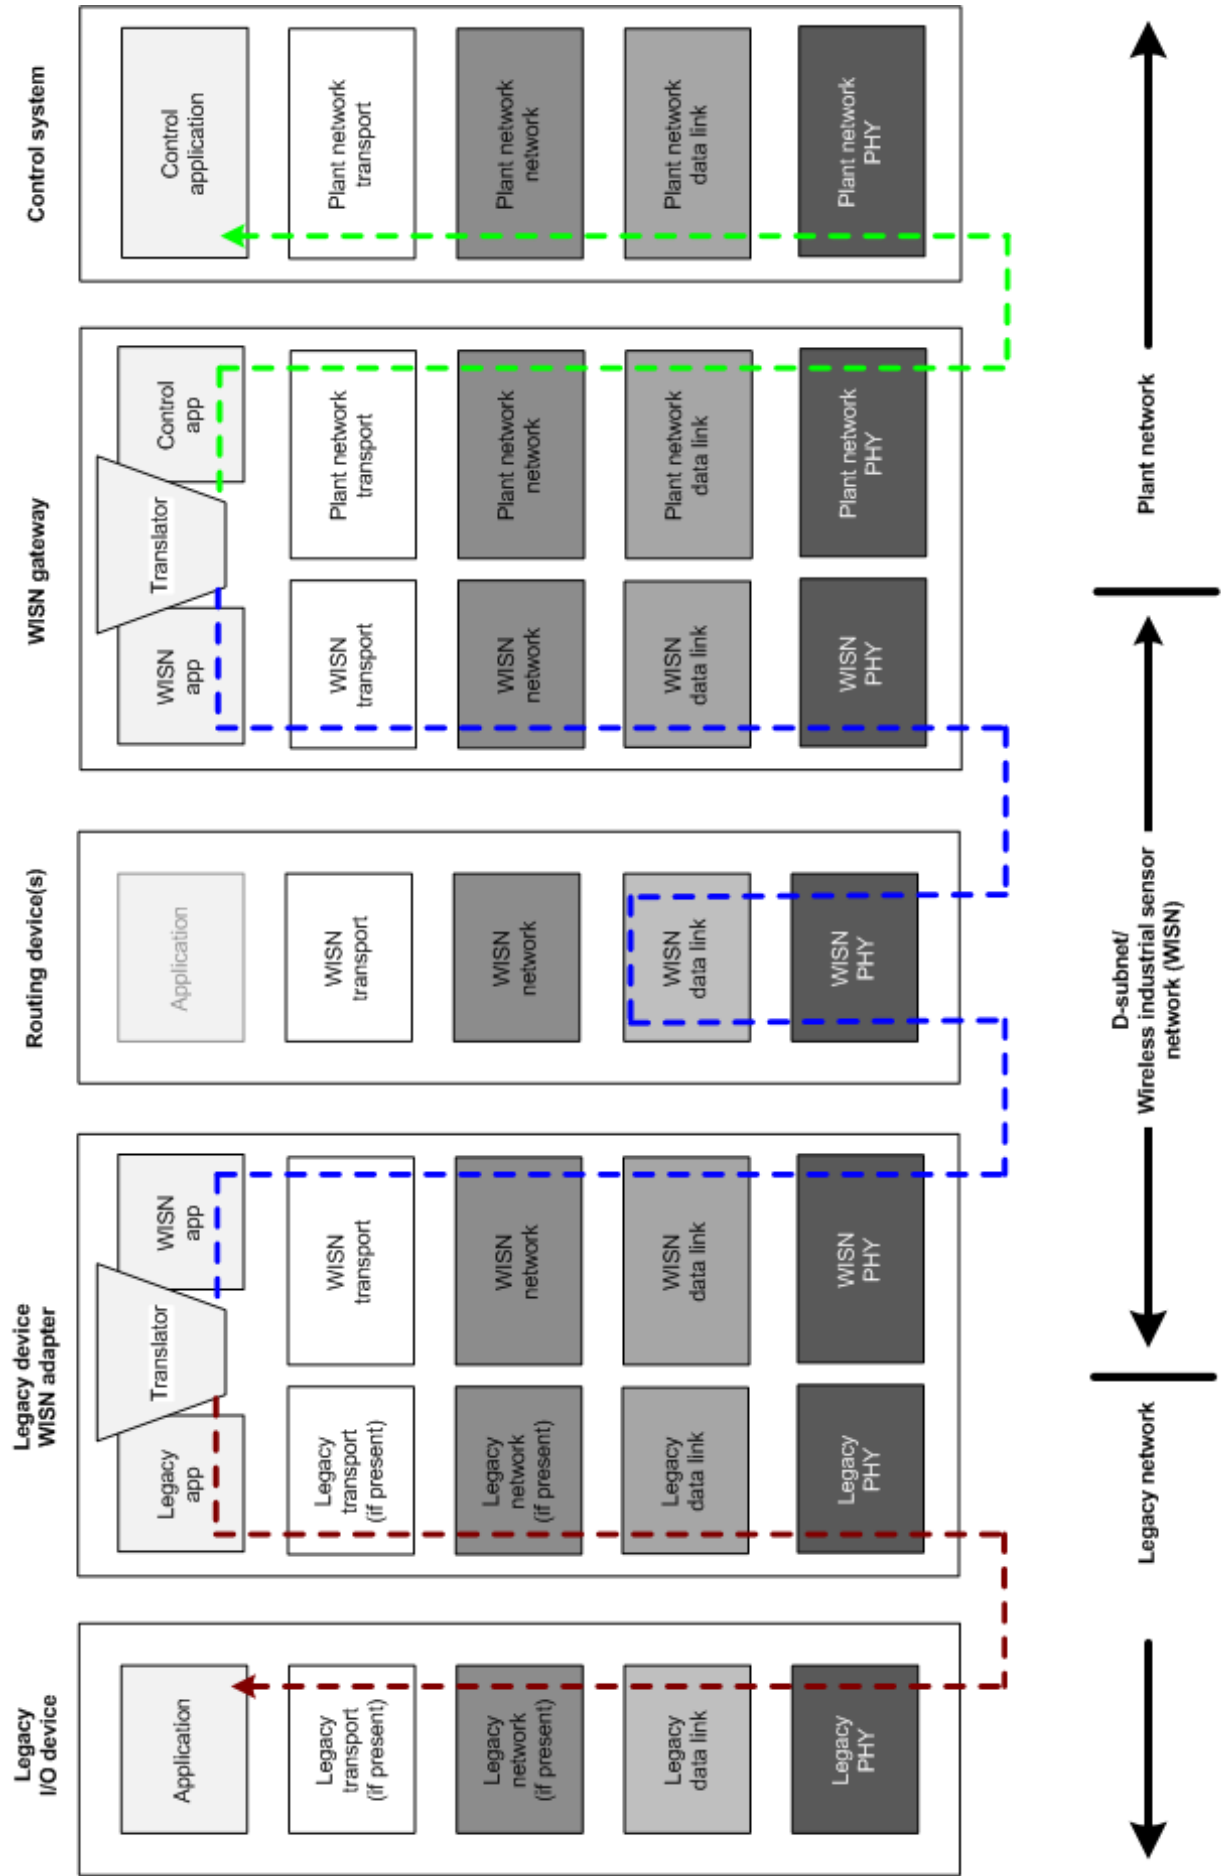 Legacy
I/O device
Legacy device
WISN adapter
Routing device(s)
WISN gateway
Control system
Application
Legacy
transport
(if present)
Legacy
network
(if present)
Legacy
data link
Legacy
PHY
Legacy
app
Translator
WISN
app
Legacy
transport
(if present)
WISN
transport
Legacy
network
(if present)
WISN
network
Legacy
data link
WISN
data link
Legacy
PHY
WISN
PHY
Application
WISN
transport
WISN
network
WISN
data link
WISN
PHY
WISN
app
Translator
Control
app
WISN
transport
Plant network
transport
WISN
network
Plant network
network
WISN
data link
Plant network
data link
WISN
PHY
Plant network
PHY
Control
application
Plant network
transport
Plant network
network
Plant network
data link
Plant network
PHY
Legacy network
D-subnet/
Wireless industrial sensor
network (WISN)
Plant network